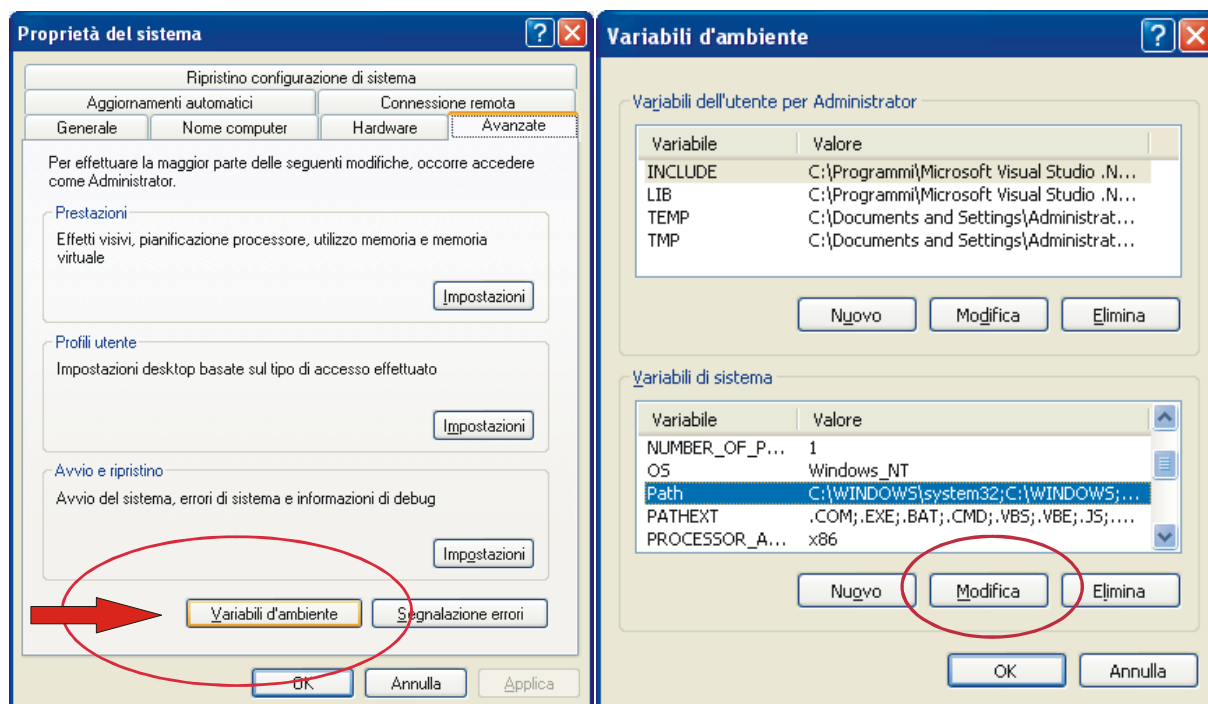 Proprietà del sistema
Ripristino configurazione di sistema
Aggiornamenti automatici
Connessione remota
Generale
Nome computer
Hardware
Avanzate
Per effettuare la maggior parte delle seguenti modifiche, occorre accedere
come Administrator.
Prestazioni
Effetti visivi, pianificazione processore, utilizzo memoria e memoria
virtuale
Impostazioni
Profili utente
Impostazioni desktop basate sul tipo di accesso effettuato
Impostazioni
Avvio e ripristino
Avvio del sistema, errori di sistema e informazioni di debug
Impostazioni
Variabili d'ambiente
Segnalazione errori
OK
Annulla
Applica
Variabili d'ambiente
Variabili dell'utente per Administrator
Variabile Valore
INCLUDE C:\Programmi\Microsoft Visual Studio .N...
LIB C:\Programmi\Microsoft Visual Studio .N...
TEMP C:\Documents and Settings\Administrat...
TMP C:\Documents and Settings\Administrat...
Nuovo
Modifica
Elimina
Variabili di sistema
Variabile Valore
NUMBER_OF_P... 1
OS Windows_NT
Path C:\WINDOWS\system32;C:\WINDOWS;...
PATHEXT .COM;.EXE;.BAT;.CMD;.VBS;.VBE;.JS;....
PROCESSOR_A... x86
Nuovo
Modifica
Elimina
OK
Annulla